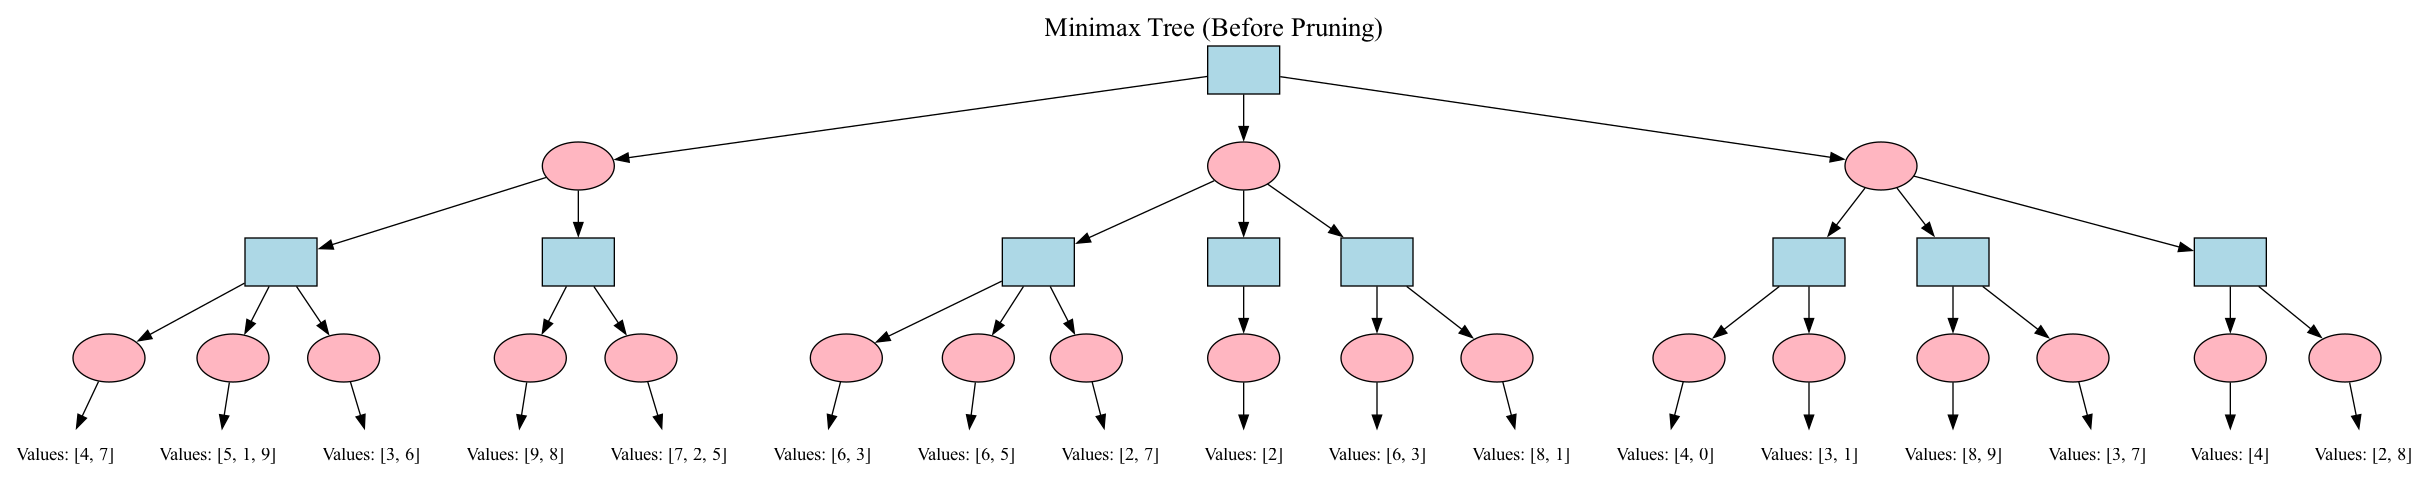 Minimax Tree (Before Pruning)
Values: [4, 7]
Values: [5, 1, 9]
Values: [3, 6]
Values: [9, 8]
Values: [7, 2, 5]
Values: [6, 3]
Values: [6, 5]
Values: [2, 7]
Values: [2]
Values: [6, 3]
Values: [8, 1]
Values: [4, 0]
Values: [3, 1]
Values: [8, 9]
Values: [3, 7]
Values: [4]
Values: [2, 8]